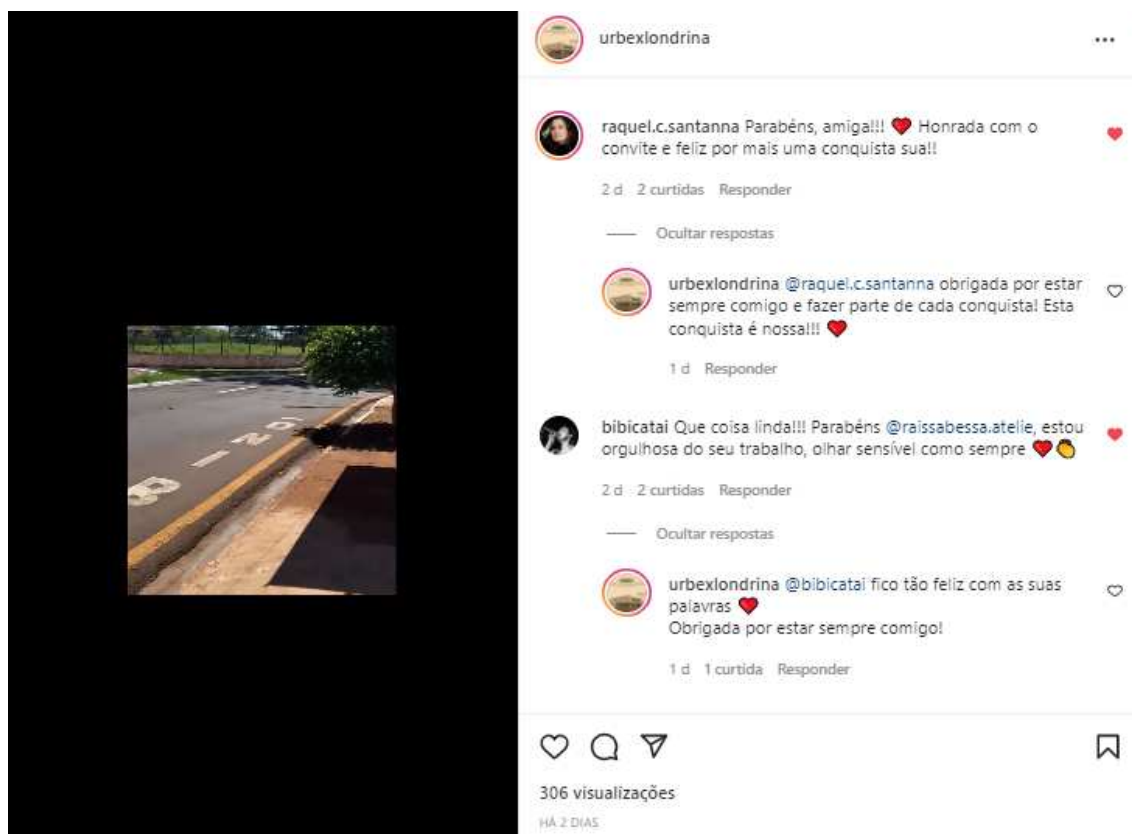 urbexlondrina
raquel.c.santanna Parabéns, amiga!!! ❤ Honrada com o
convite e feliz por mais uma conquista sua!!
2 d 2 curtidas Responder
Ocultar respostas
urbexlondrina @raquel.c.santanna obrigada por estar
sempre comigo e fazer parte de cada conquista! Esta
conquista é nossa!!! ❤
1 d Responder
bibicatai Que coisa linda!!! Parabéns @raissabessa.atelie, estou
orgulhosa do seu trabalho, olhar sensível como sempre ❤👏
2 d 2 curtidas Responder
Ocultar respostas
urbexlondrina @bibicatai fico tão feliz com as suas
palavras ❤
Obrigada por estar sempre comigo!
1 d 1 curtida Responder
306 visualizações
HÁ 2 DIAS